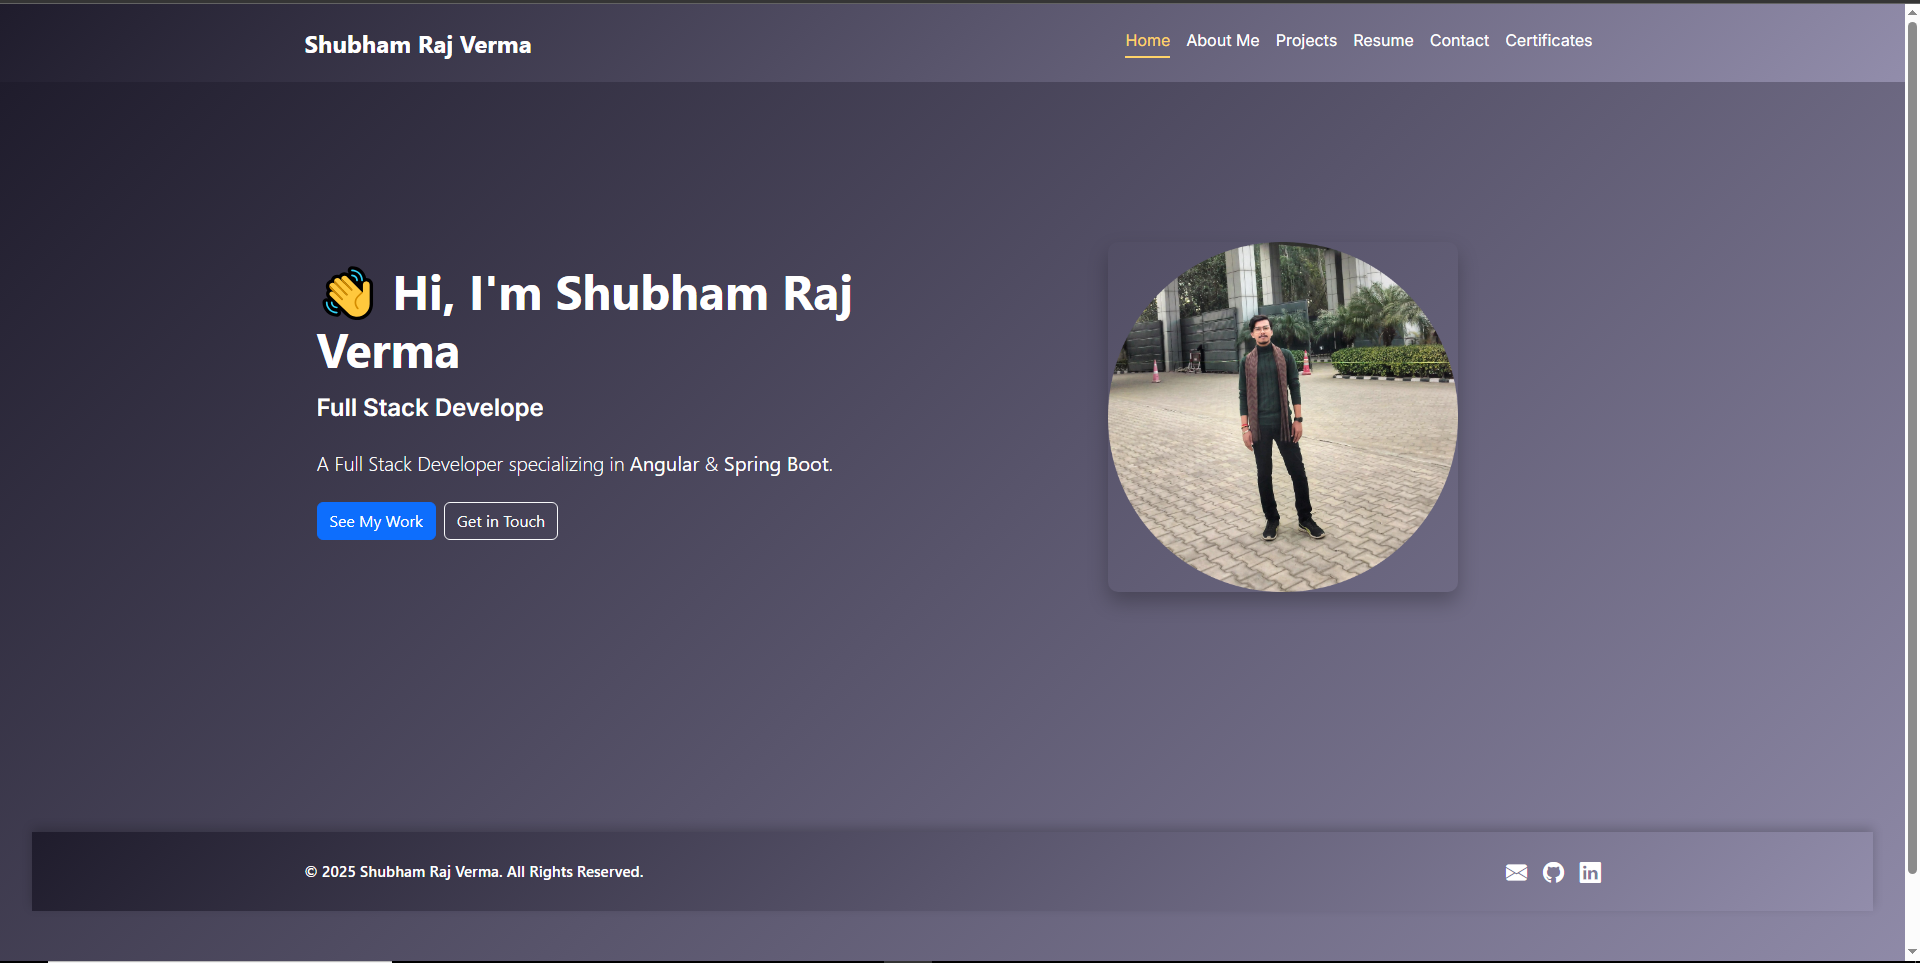 Shubham Raj Verma
Home About Me Projects Resume Contact Certificates
👋 Hi, I'm Shubham Raj
Verma
Full Stack Develope
A Full Stack Developer specializing in Angular & Spring Boot.
See My Work Get in Touch
© 2025 Shubham Raj Verma. All Rights Reserved.
in